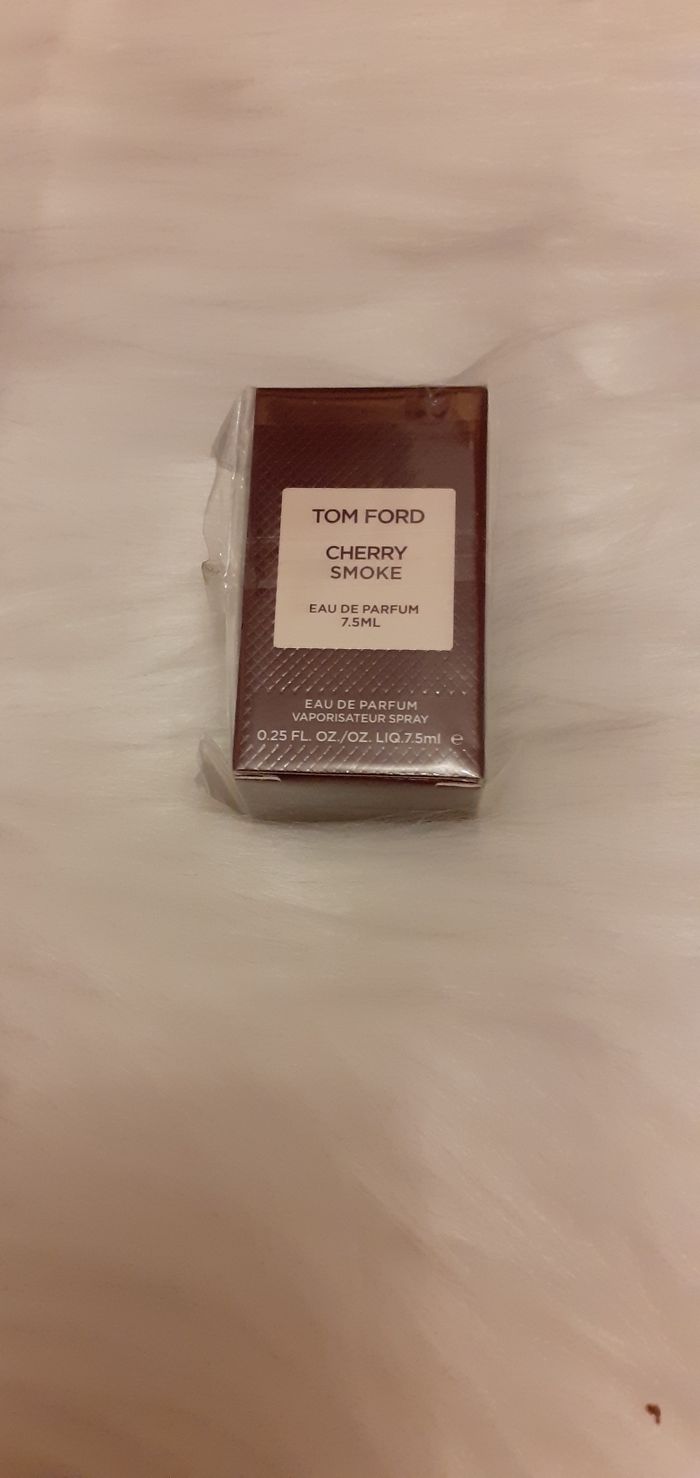 TOM FORD
CHERRY
SMOKE
EAU DE PARFUM
7.5ML
EAU DE PARFUM
VAPORISATEUR SPRAY
0.25 FL. OZ./OZ. LIQ.7.5ml ℮